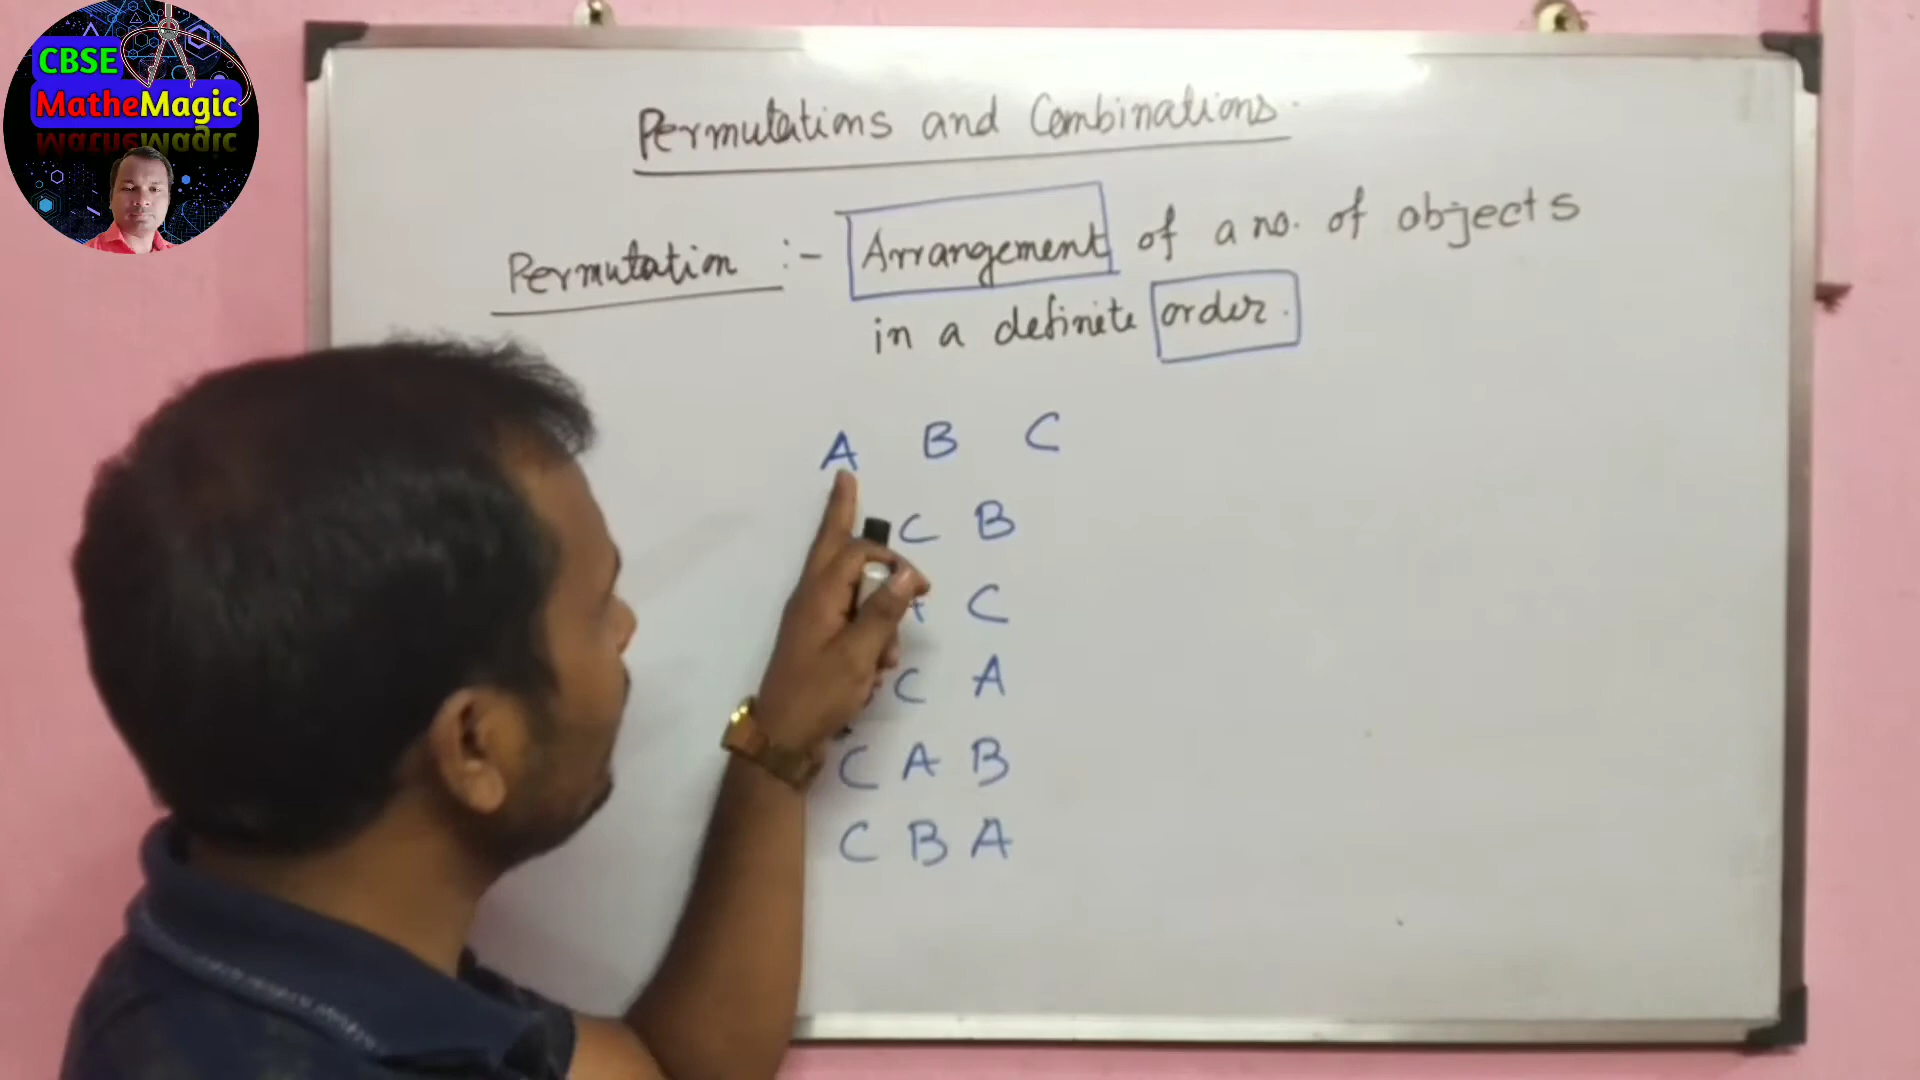 CBSE
MatheMagic
Permutations and Combinations.
Permutation :- Arrangement of a no. of objects
in a definite order.
A B C
C B
C
C A
C A B
C B A